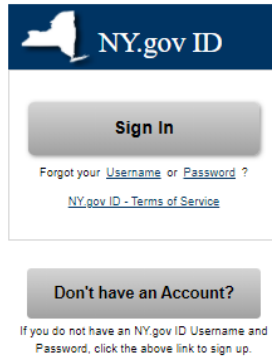 NY.gov ID
Sign In
Forgot your Username or Password ?
NY.gov ID - Terms of Service
Don't have an Account?
If you do not have an NY.gov ID Username and
Password, click the above link to sign up.